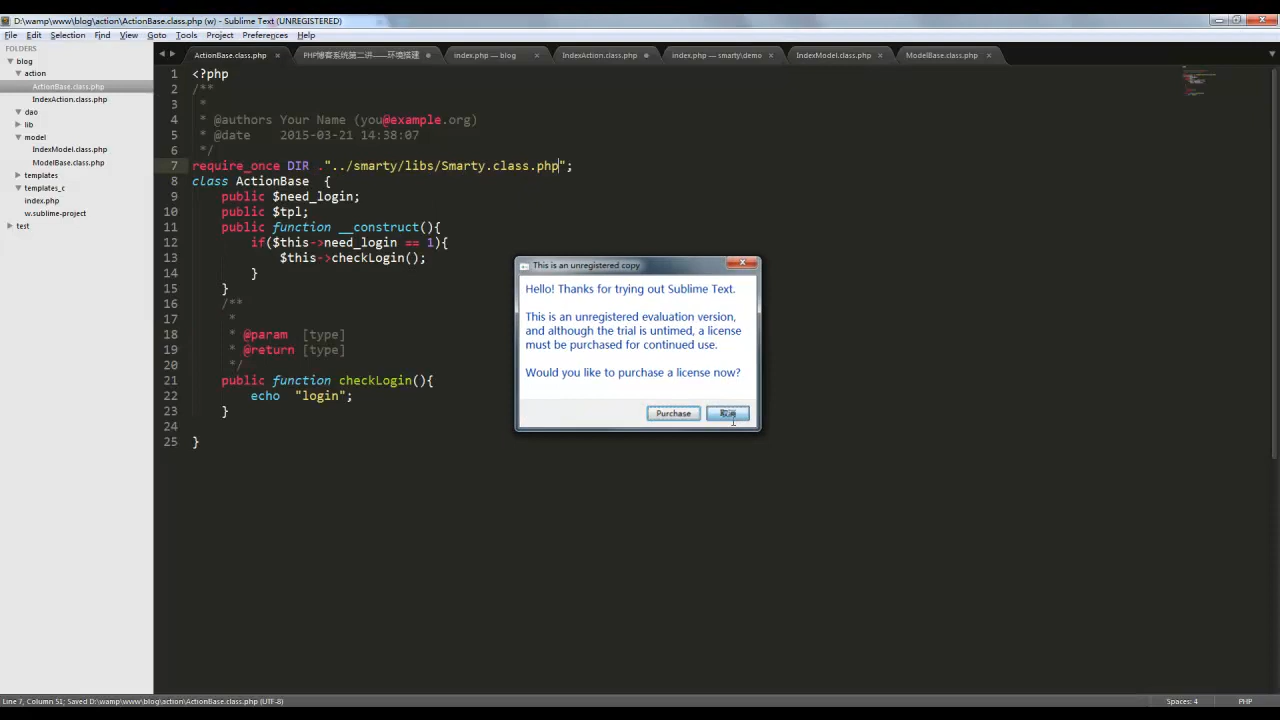 D:\wamp\www\blog\action\ActionBase.class.php (w) - Sublime Text (UNREGISTERED)
File Edit Selection Find View Goto Tools Project Preferences Help
FOLDERS
blog
action
ActionBase.class.php
IndexAction.class.php
dao
lib
model
IndexModel.class.php
ModelBase.class.php
templates
templates_c
index.php
w.sublime-project
test
ActionBase.class.php PHP博客系统第二讲——环境搭建 index.php — blog IndexAction.class.php index.php — smarty\demo IndexModel.class.php ModelBase.class.php
1 <?php
2 /**
3 *
4 * @authors Your Name (you@example.org)
5 * @date 2015-03-21 14:38:07
6 */
7 require_once DIR ."../smarty/libs/Smarty.class.php";
8 class ActionBase {
9 public $need_login;
10 public $tpl;
11 public function __construct(){
12 if($this->need_login == 1){
13 $this->checkLogin();
14 }
15 }
16 /**
17 *
18 * @param [type]
19 * @return [type]
20 */
21 public function checkLogin(){
22 echo "login";
23 }
24
25 }
This is an unregistered copy
Hello! Thanks for trying out Sublime Text.
This is an unregistered evaluation version,
and although the trial is untimed, a license
must be purchased for continued use.
Would you like to purchase a license now?
Purchase 取消
Line 7, Column 51; Saved D:\wamp\www\blog\action\ActionBase.class.php (UTF-8) Spaces: 4 PHP